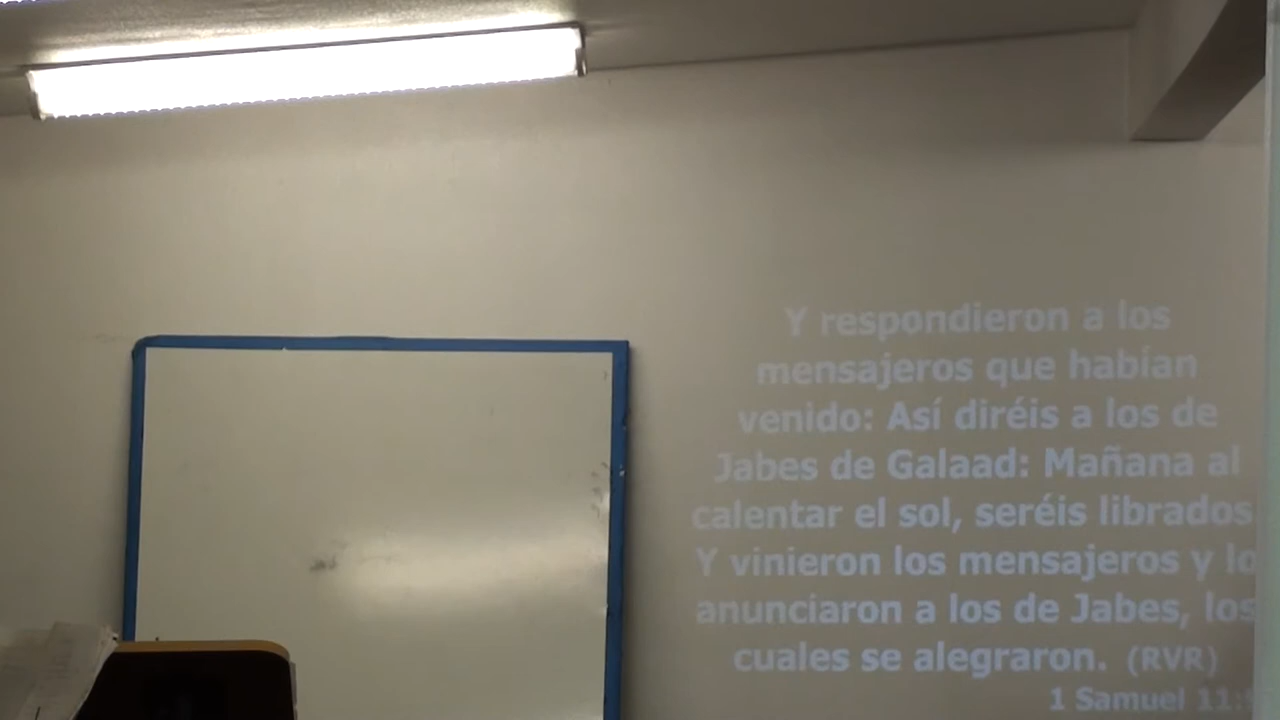 Y respondieron a los
mensajeros que habían
venido: Así diréis a los de
Jabes de Galaad: Mañana al
calentar el sol, seréis librados
Y vinieron los mensajeros y lo
anunciaron a los de Jabes, los
cuales se alegraron. (RVR)
1 Samuel 11: